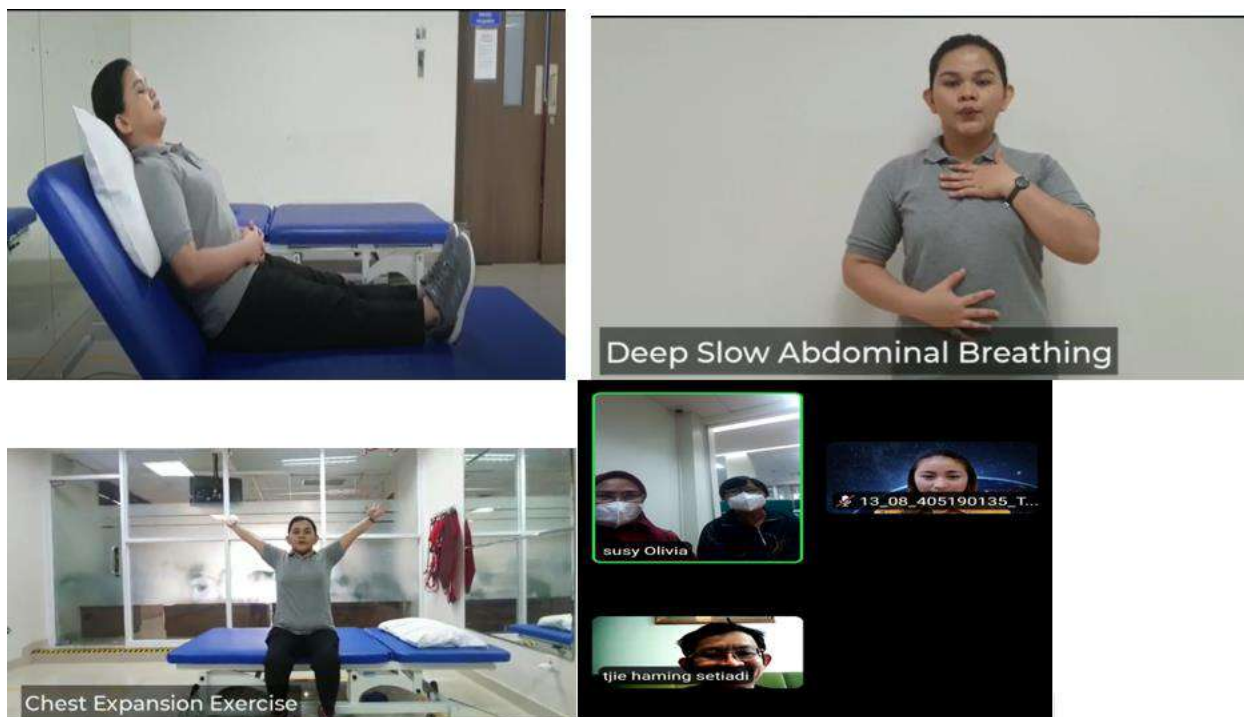 Deep Slow Abdominal Breathing
Chest Expansion Exercise
susy Olivia
13_08_405190135_T...
tjie haming setiadi